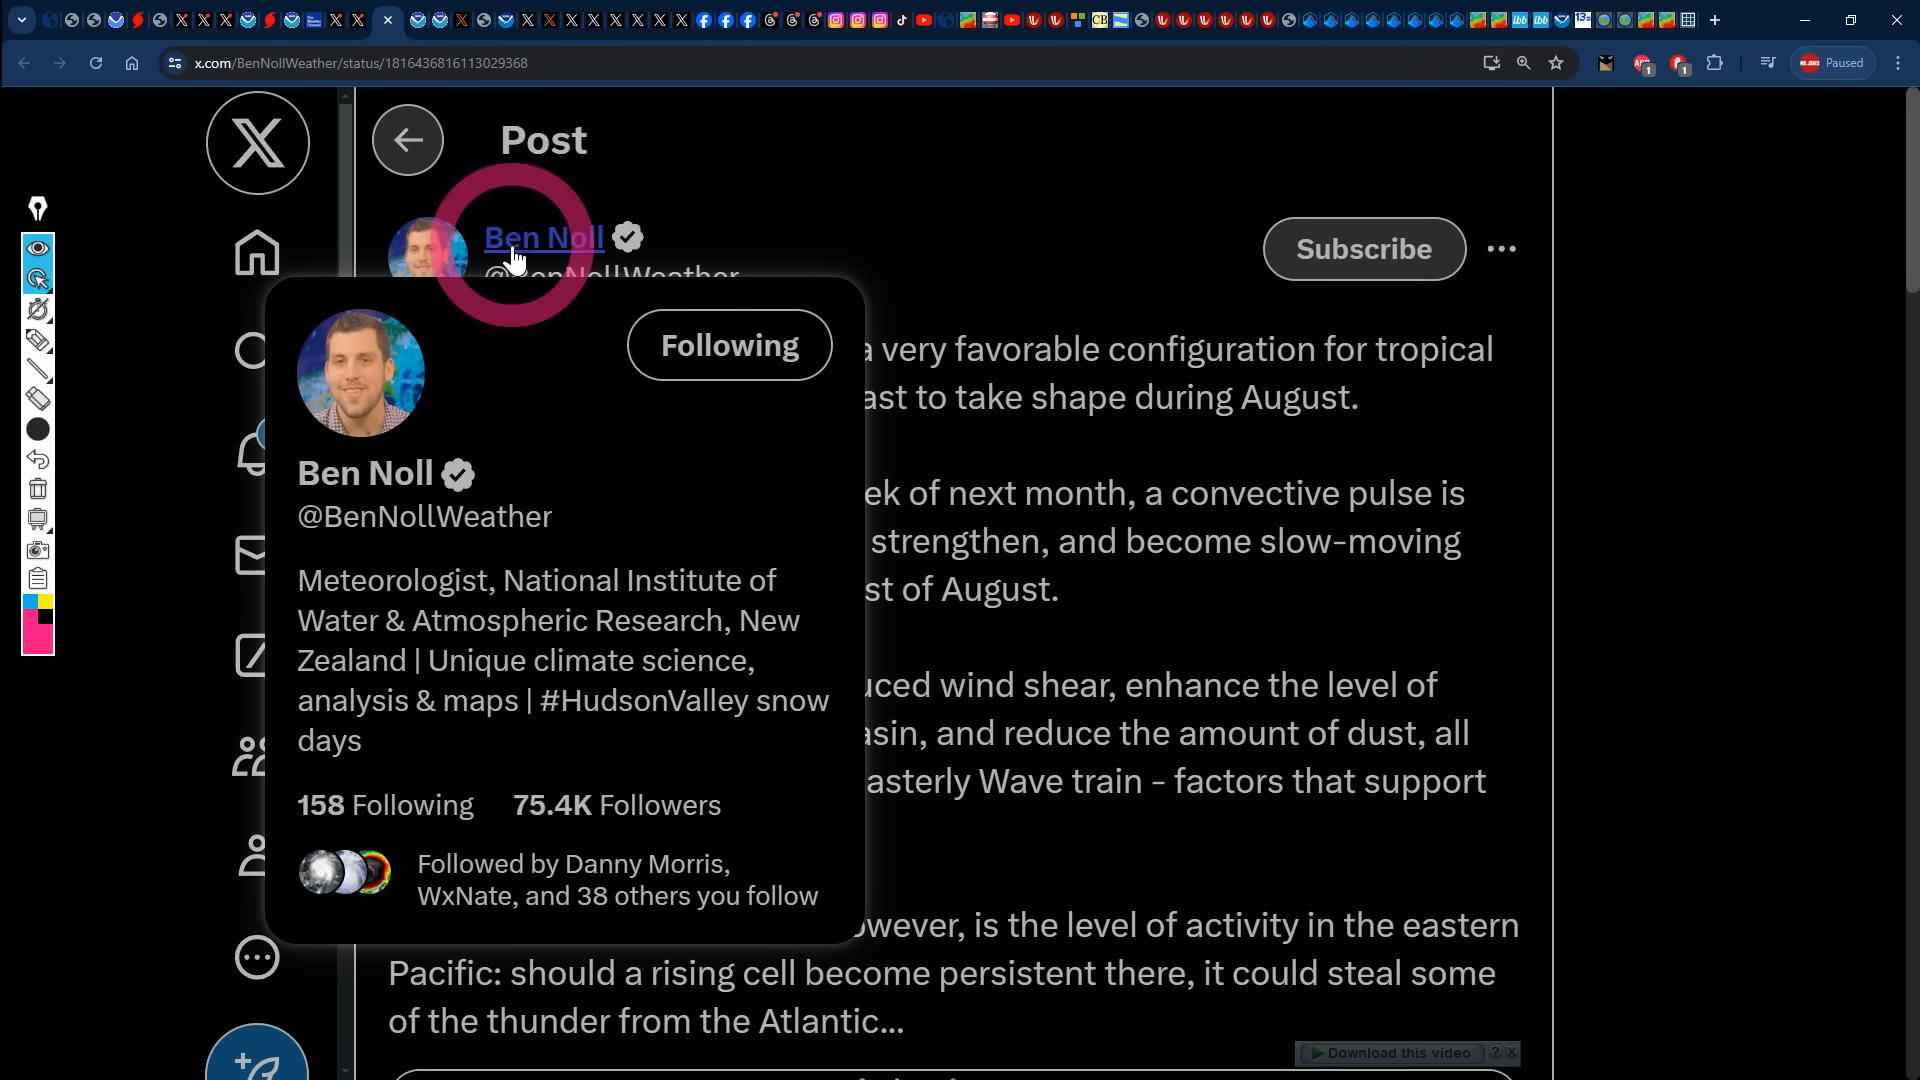 x.com/BenNollWeather/status/1816436816113029368
Paused
Post
Ben Noll
@BenNollWeather
Subscribe
Following
a very favorable configuration for tropical
ast to take shape during August.
Ben Noll
@BenNollWeather
ek of next month, a convective pulse is
strengthen, and become slow-moving
st of August.
Meteorologist, National Institute of
Water & Atmospheric Research, New
Zealand | Unique climate science,
analysis & maps | #HudsonValley snow
days
uced wind shear, enhance the level of
asin, and reduce the amount of dust, all
asterly Wave train - factors that support
158 Following 75.4K Followers
Followed by Danny Morris,
WxNate, and 38 others you follow
owever, is the level of activity in the eastern
Pacific: should a rising cell become persistent there, it could steal some
of the thunder from the Atlantic...
Download this video ? X